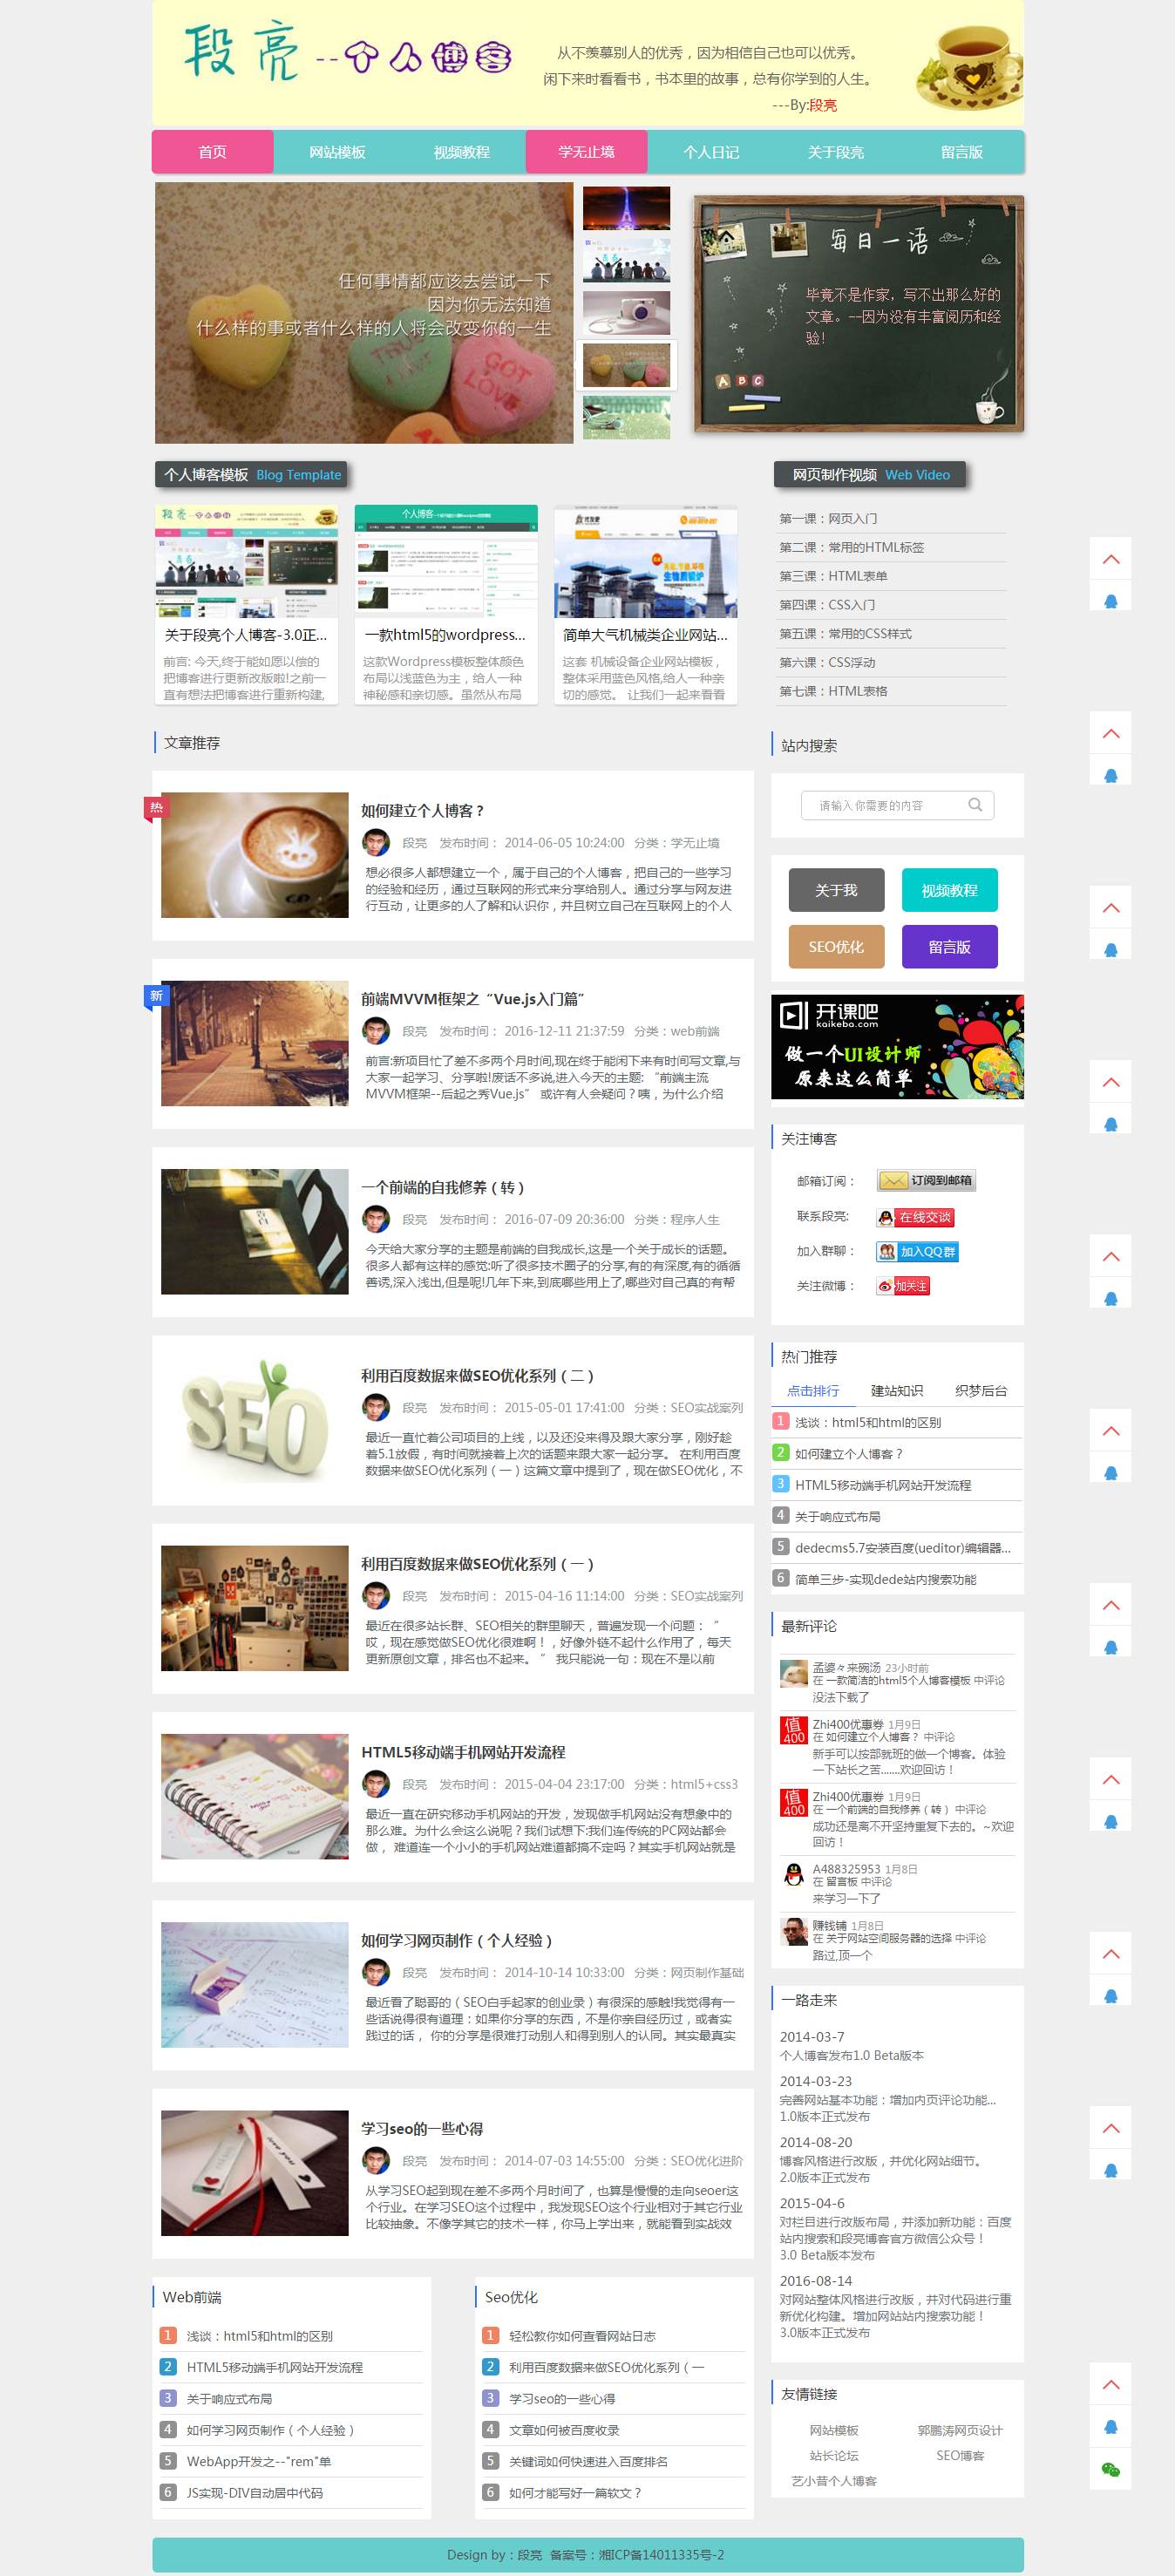 段亮--个人博客
从不羡慕别人的优秀，因为相信自己也可以优秀。
闲下来时看看书，书本里的故事，总有你学到的人生。
---By:段亮
首页 网站模板 视频教程 学无止境 个人日记 关于段亮 留言版
任何事情都应该去尝试一下
因为你无法知道
什么样的事或者什么样的人将会改变你的一生
GOT LOVE
每日一语
毕竟不是作家，写不出那么好的
文章。--因为没有丰富阅历和经
验!
A B C
个人博客模板 Blog Template
关于段亮个人博客-3.0正...
前言: 今天,终于能如愿以偿的
把博客进行更新改版啦!之前一
直有想法把博客进行重新构建,
一款html5的wordpress...
这款Wordpress模板整体颜色
布局以浅蓝色为主，给人一种
神秘感和亲切感。虽然从布局
简单大气机械类企业网站...
这套 机械设备企业网站模板，
整体采用蓝色风格,给人一种亲
切的感觉。 让我们一起来看看
网页制作视频 Web Video
第一课：网页入门
第二课：常用的HTML标签
第三课：HTML表单
第四课：CSS入门
第五课：常用的CSS样式
第六课：CSS浮动
第七课：HTML表格
文章推荐
热
如何建立个人博客？
段亮 发布时间： 2014-06-05 10:24:00 分类：学无止境
想必很多人都想建立一个，属于自己的个人博客，把自己的一些学习
的经验和经历，通过互联网的形式来分享给别人。通过分享与网友进
行互动，让更多的人了解和认识你，并且树立自己在互联网上的个人
新
前端MVVM框架之“Vue.js入门篇”
段亮 发布时间： 2016-12-11 21:37:59 分类：web前端
前言:新项目忙了差不多两个月时间,现在终于能闲下来有时间写文章,与
大家一起学习、分享啦!废话不多说,进入今天的主题: “前端主流
MVVM框架--后起之秀Vue.js” 或许有人会疑问？咦，为什么介绍
一个前端的自我修养（转）
段亮 发布时间： 2016-07-09 20:36:00 分类：程序人生
今天给大家分享的主题是前端的自我成长,这是一个关于成长的话题。
很多人都有这样的感觉:听了很多技术圈子的分享,有的有深度,有的循循
善诱,深入浅出,但是呢!几年下来,到底哪些用上了,哪些对自己真的有帮
SEO
利用百度数据来做SEO优化系列（二）
段亮 发布时间： 2015-05-01 17:41:00 分类：SEO实战案列
最近一直忙着公司项目的上线，以及还没来得及跟大家分享，刚好趁
着5.1放假，有时间就接着上次的话题来跟大家一起分享。 在利用百度
数据来做SEO优化系列（一）这篇文章中提到了，现在做SEO优化，不
利用百度数据来做SEO优化系列（一）
段亮 发布时间： 2015-04-16 11:14:00 分类：SEO实战案列
最近在很多站长群、SEO相关的群里聊天，普遍发现一个问题： “
哎，现在感觉做SEO优化很难啊！，好像外链不起什么作用了，每天
更新原创文章，排名也不起来。 ” 我只能说一句：现在不是以前
HTML5移动端手机网站开发流程
段亮 发布时间： 2015-04-04 23:17:00 分类：html5+css3
最近一直在研究移动手机网站的开发，发现做手机网站没有想象中的
那么难。为什么会这么说呢？我们试想下:我们连传统的PC网站都会
做， 难道连一个小小的手机网站难道都搞不定吗？其实手机网站就是
如何学习网页制作（个人经验）
段亮 发布时间： 2014-10-14 10:33:00 分类：网页制作基础
最近看了聪哥的（SEO白手起家的创业录）有很深的感触!我觉得有一
些话说得很有道理：如果你分享的东西，不是你亲自经历过，或者实
践过的话， 你的分享是很难打动别人和得到别人的认同。其实最真实
学习seo的一些心得
段亮 发布时间： 2014-07-03 14:55:00 分类：SEO优化进阶
从学习SEO起到现在差不多两个月时间了，也算是慢慢的走向seoer这
个行业。在学习SEO这个过程中，我发现SEO这个行业相对于其它行业
比较抽象。不像学其它的技术一样，你马上学出来，就能看到实战效
站内搜索
请输入你需要的内容
关于我 视频教程
SEO优化 留言版
开课吧
kaikeba.com
做一个UI设计师
原来这么简单
关注博客
邮箱订阅： 订阅到邮箱
联系段亮: 在线交谈
加入群聊： 加入QQ群
关注微博： 加关注
热门推荐
点击排行 建站知识 织梦后台
1 浅谈：html5和html的区别
2 如何建立个人博客？
3 HTML5移动端手机网站开发流程
4 关于响应式布局
5 dedecms5.7安装百度(ueditor)编辑器...
6 简单三步-实现dede站内搜索功能
最新评论
孟婆々来碗汤 23小时前
在 一款简洁的html5个人博客模板 中评论
没法下载了
值400
Zhi400优惠券 1月9日
在 如何建立个人博客？ 中评论
新手可以按部就班的做一个博客。体验
一下站长之苦.......欢迎回访！
值400
Zhi400优惠券 1月9日
在 一个前端的自我修养（转） 中评论
成功还是离不开坚持重复下去的。~欢迎
回访！
A488325953 1月8日
在 留言板 中评论
来学习一下了
赚钱铺 1月8日
在 关于网站空间服务器的选择 中评论
路过,顶一个
一路走来
2014-03-7
个人博客发布1.0 Beta版本
2014-03-23
完善网站基本功能：增加内页评论功能...
1.0版本正式发布
2014-08-20
博客风格进行改版，并优化网站细节。
2.0版本正式发布
2015-04-6
对栏目进行改版布局，并添加新功能：百度
站内搜索和段亮博客官方微信公众号！
3.0 Beta版本发布
2016-08-14
对网站整体风格进行改版，并对代码进行重
新优化构建。增加网站站内搜索功能！
3.0版本正式发布
友情链接
网站模板 郭鹏涛网页设计
站长论坛 SEO博客
艺小昔个人博客
Web前端
1 浅谈：html5和html的区别
2 HTML5移动端手机网站开发流程
3 关于响应式布局
4 如何学习网页制作（个人经验）
5 WebApp开发之--"rem"单
6 JS实现-DIV自动居中代码
Seo优化
1 轻松教你如何查看网站日志
2 利用百度数据来做SEO优化系列（一
3 学习seo的一些心得
4 文章如何被百度收录
5 关键词如何快速进入百度排名
6 如何才能写好一篇软文？
Design by：段亮 备案号：湘ICP备14011335号-2